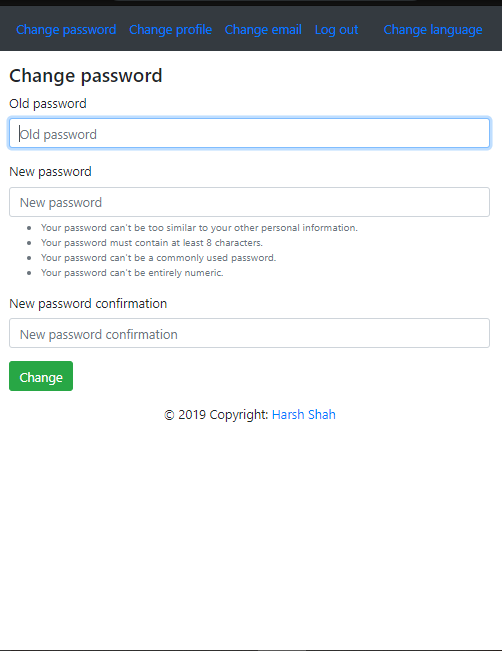 Change password Change profile Change email Log out Change language
Change password
Old password
Old password
New password
New password
Your password can't be too similar to your other personal information.
Your password must contain at least 8 characters.
Your password can't be a commonly used password.
Your password can't be entirely numeric.
New password confirmation
New password confirmation
Change
© 2019 Copyright: Harsh Shah